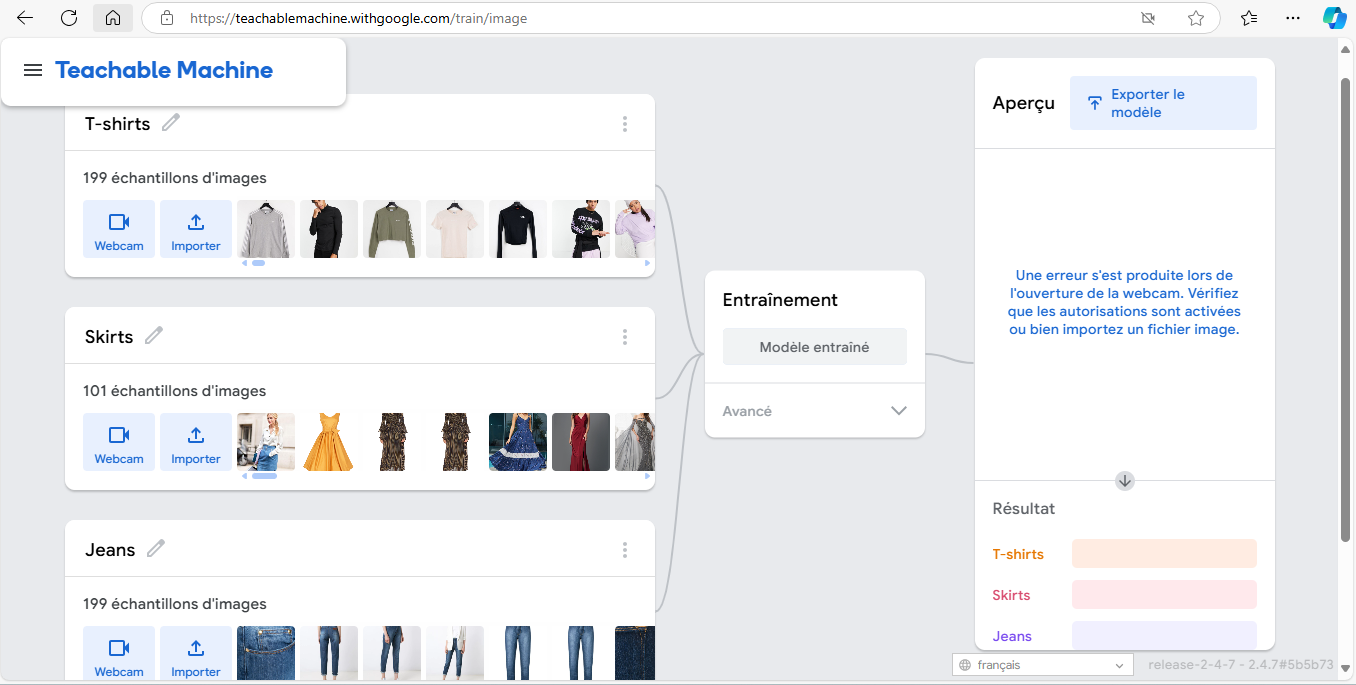 https://teachablemachine.withgoogle.com/train/image
Teachable Machine
T-shirts
199 échantillons d'images
Webcam
Importer
Skirts
101 échantillons d'images
Webcam
Importer
Jeans
199 échantillons d'images
Webcam
Importer
Entraînement
Modèle entraîné
Avancé
Aperçu
Exporter le
modèle
Une erreur s'est produite lors de
l'ouverture de la webcam. Vérifiez
que les autorisations sont activées
ou bien importez un fichier image.
Résultat
T-shirts
Skirts
Jeans
français
release-2-4-7 - 2.4.7#5b5b73